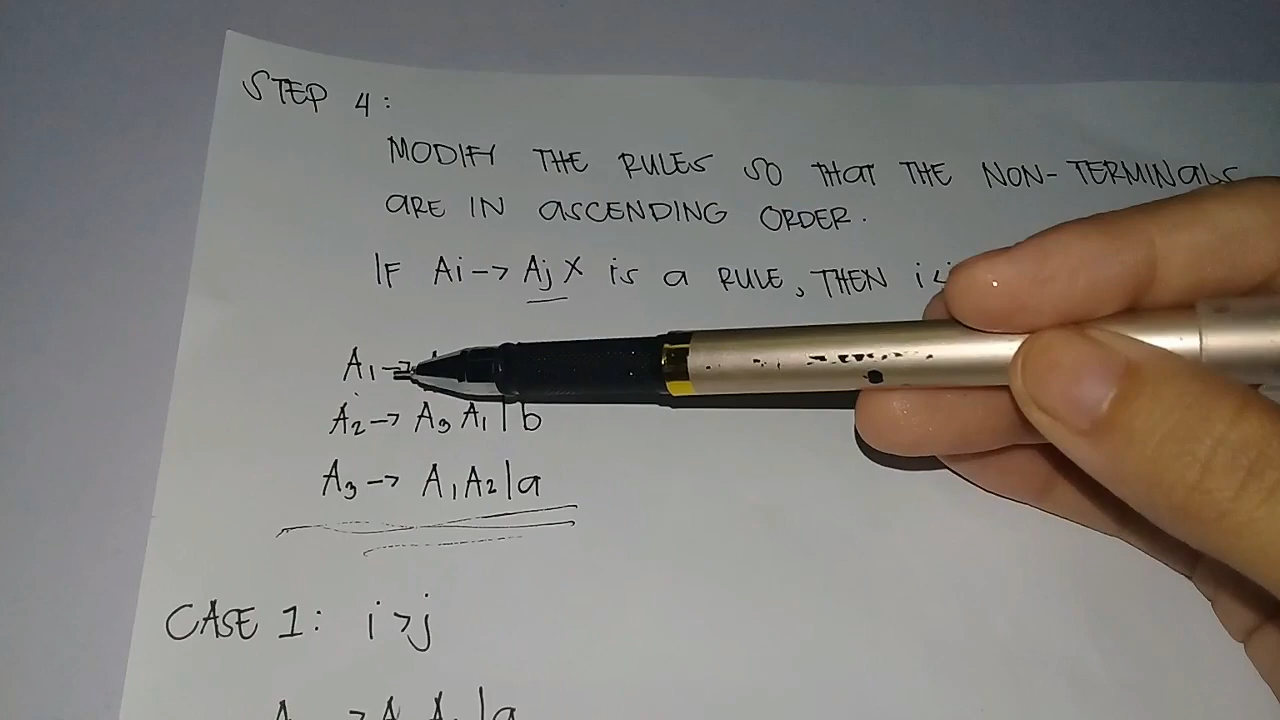 STEP 4:
MODIFY THE RULES SO THAT THE NON-TERMINALS
ARE IN ASCENDING ORDER.
IF Ai -> Aj X is a RULE, THEN i<
A1 ->
A2 -> A3 A1 | b
A3 -> A1 A2 | a
CASE 1: i > j